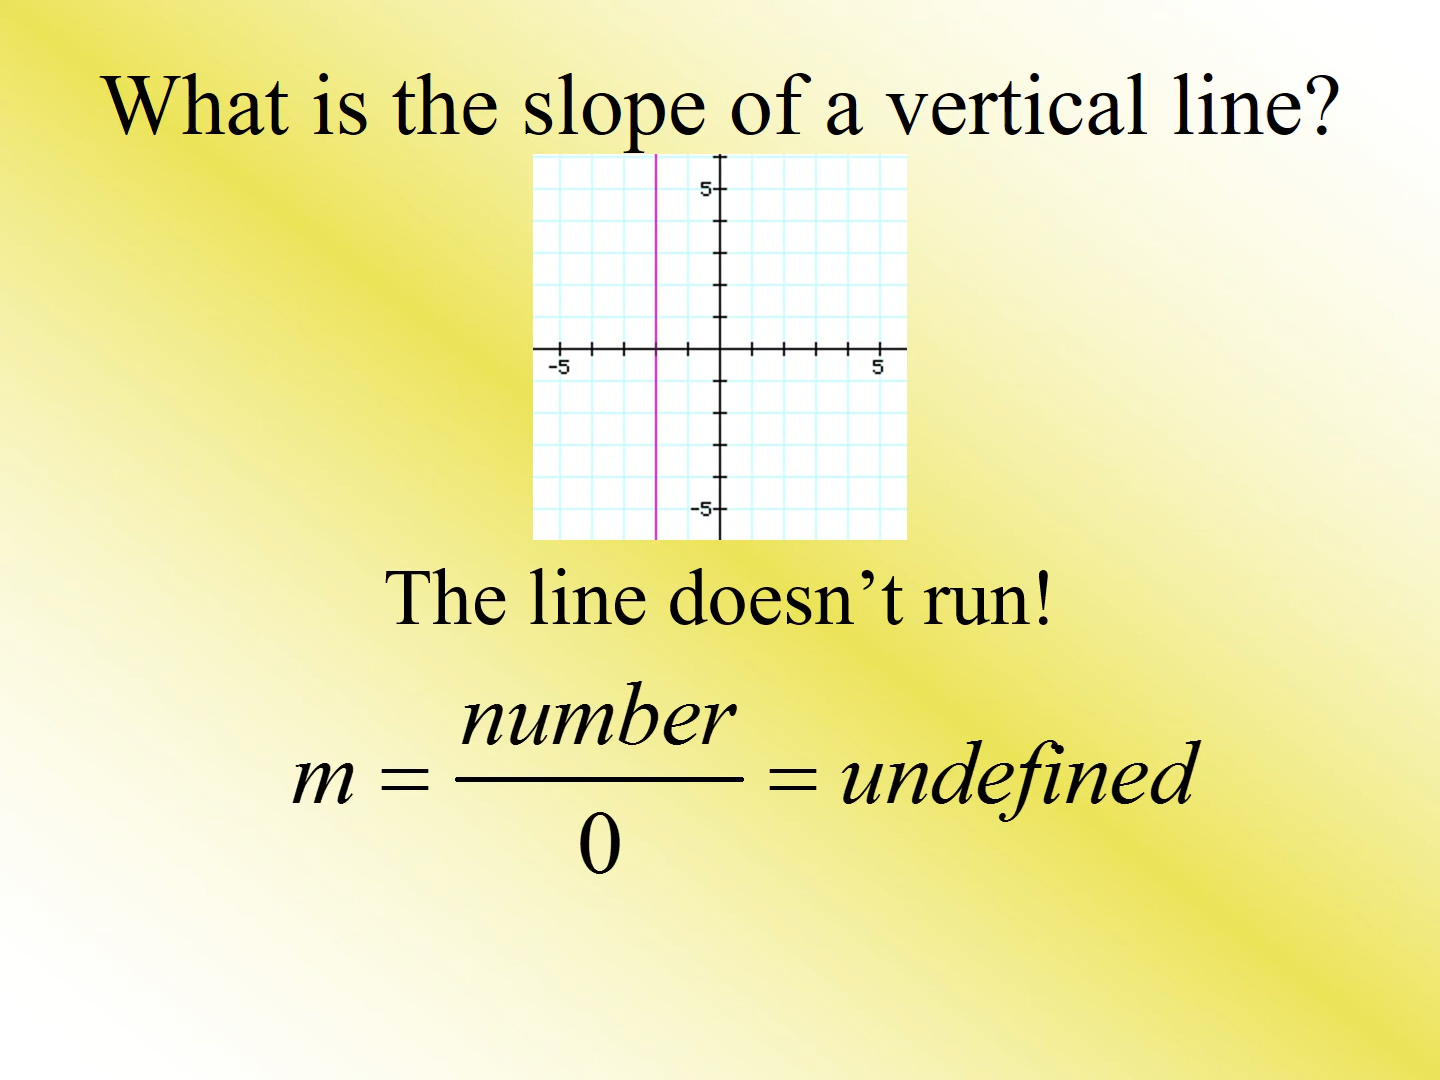 What is the slope of a vertical line?
5
-5 5
-5
The line doesn’t run!
m = number / 0 = undefined